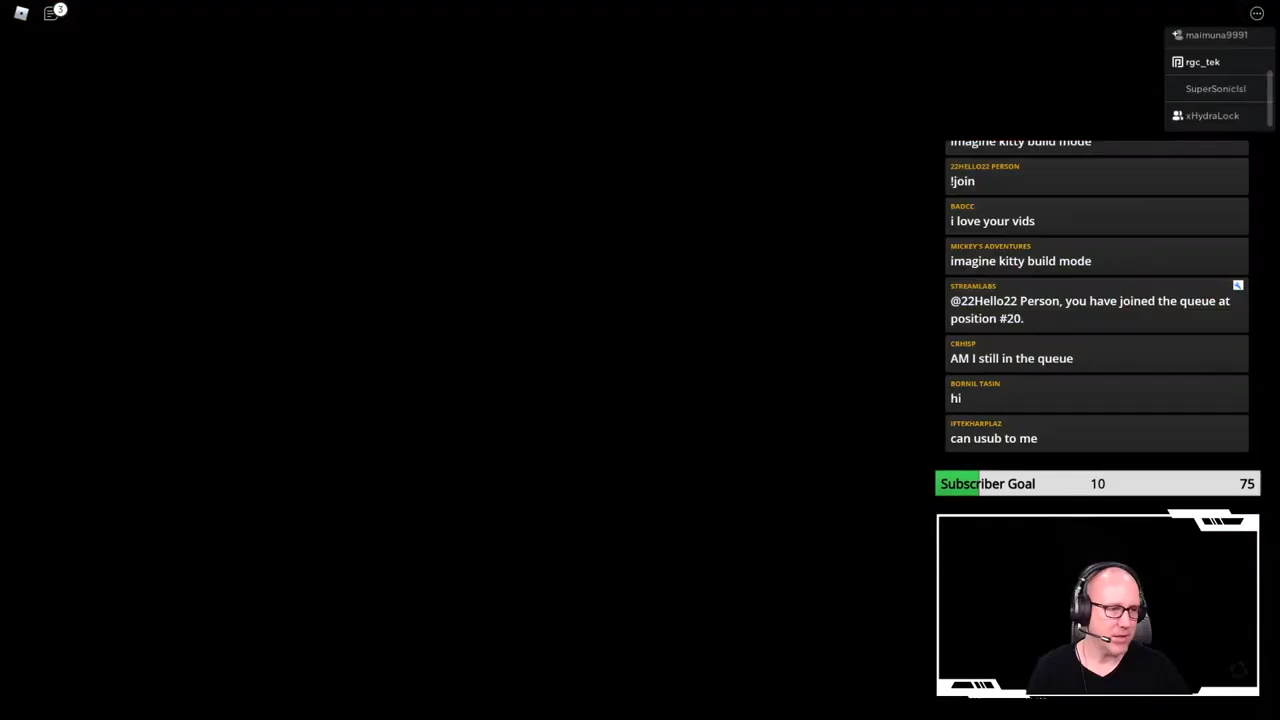 3
maimuna9991
rgc_tek
SuperSonicIsl
xHydraLock
imagine kitty build mode
22HELLO22 PERSON
!join
BADCC
i love your vids
MICKEY'S ADVENTURES
imagine kitty build mode
STREAMLABS
@22Hello22 Person, you have joined the queue at
position #20.
CRHISP
AM I still in the queue
BORNIL TASIN
hi
IFTEKHARPLAZ
can usub to me
Subscriber Goal 10 75